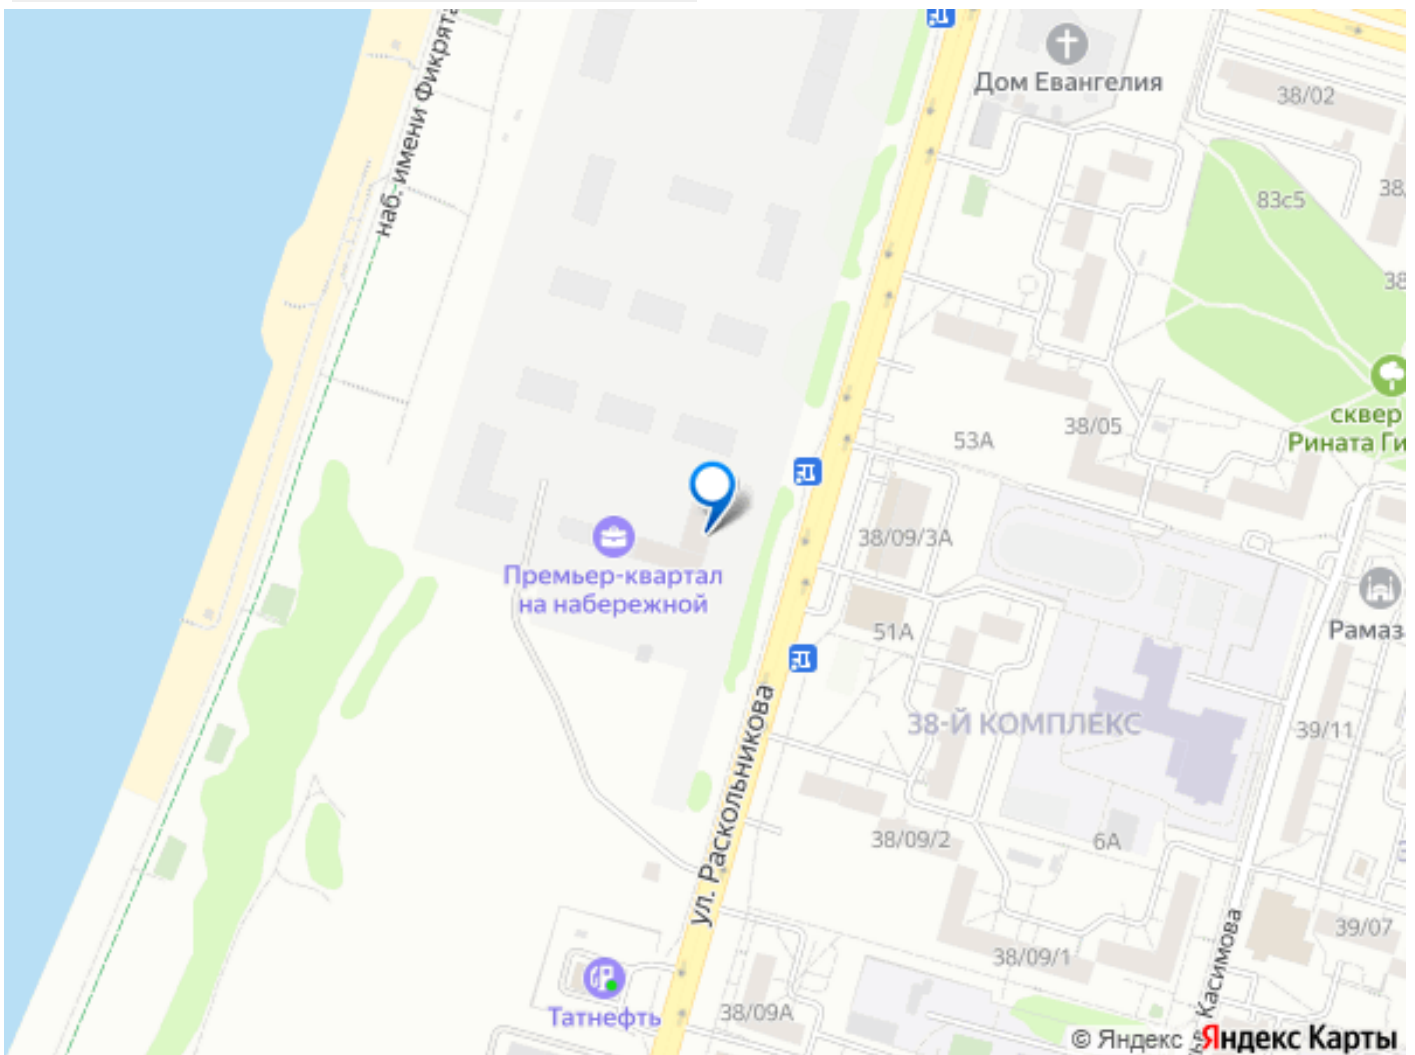 наб. имени Фикрята
Дом Евангелия
38/02
83с5
38
сквер
Рината Ги
53А
38/05
38/09/3А
Премьер-квартал
на набережной
51А
Рамаз
38-Й КОМПЛЕКС
39/11
ул. Раскольникова
38/09/2
6А
39/07
Касимова
38/09/1
Татнефть
38/09А
© Яндекс
Яндекс Карты